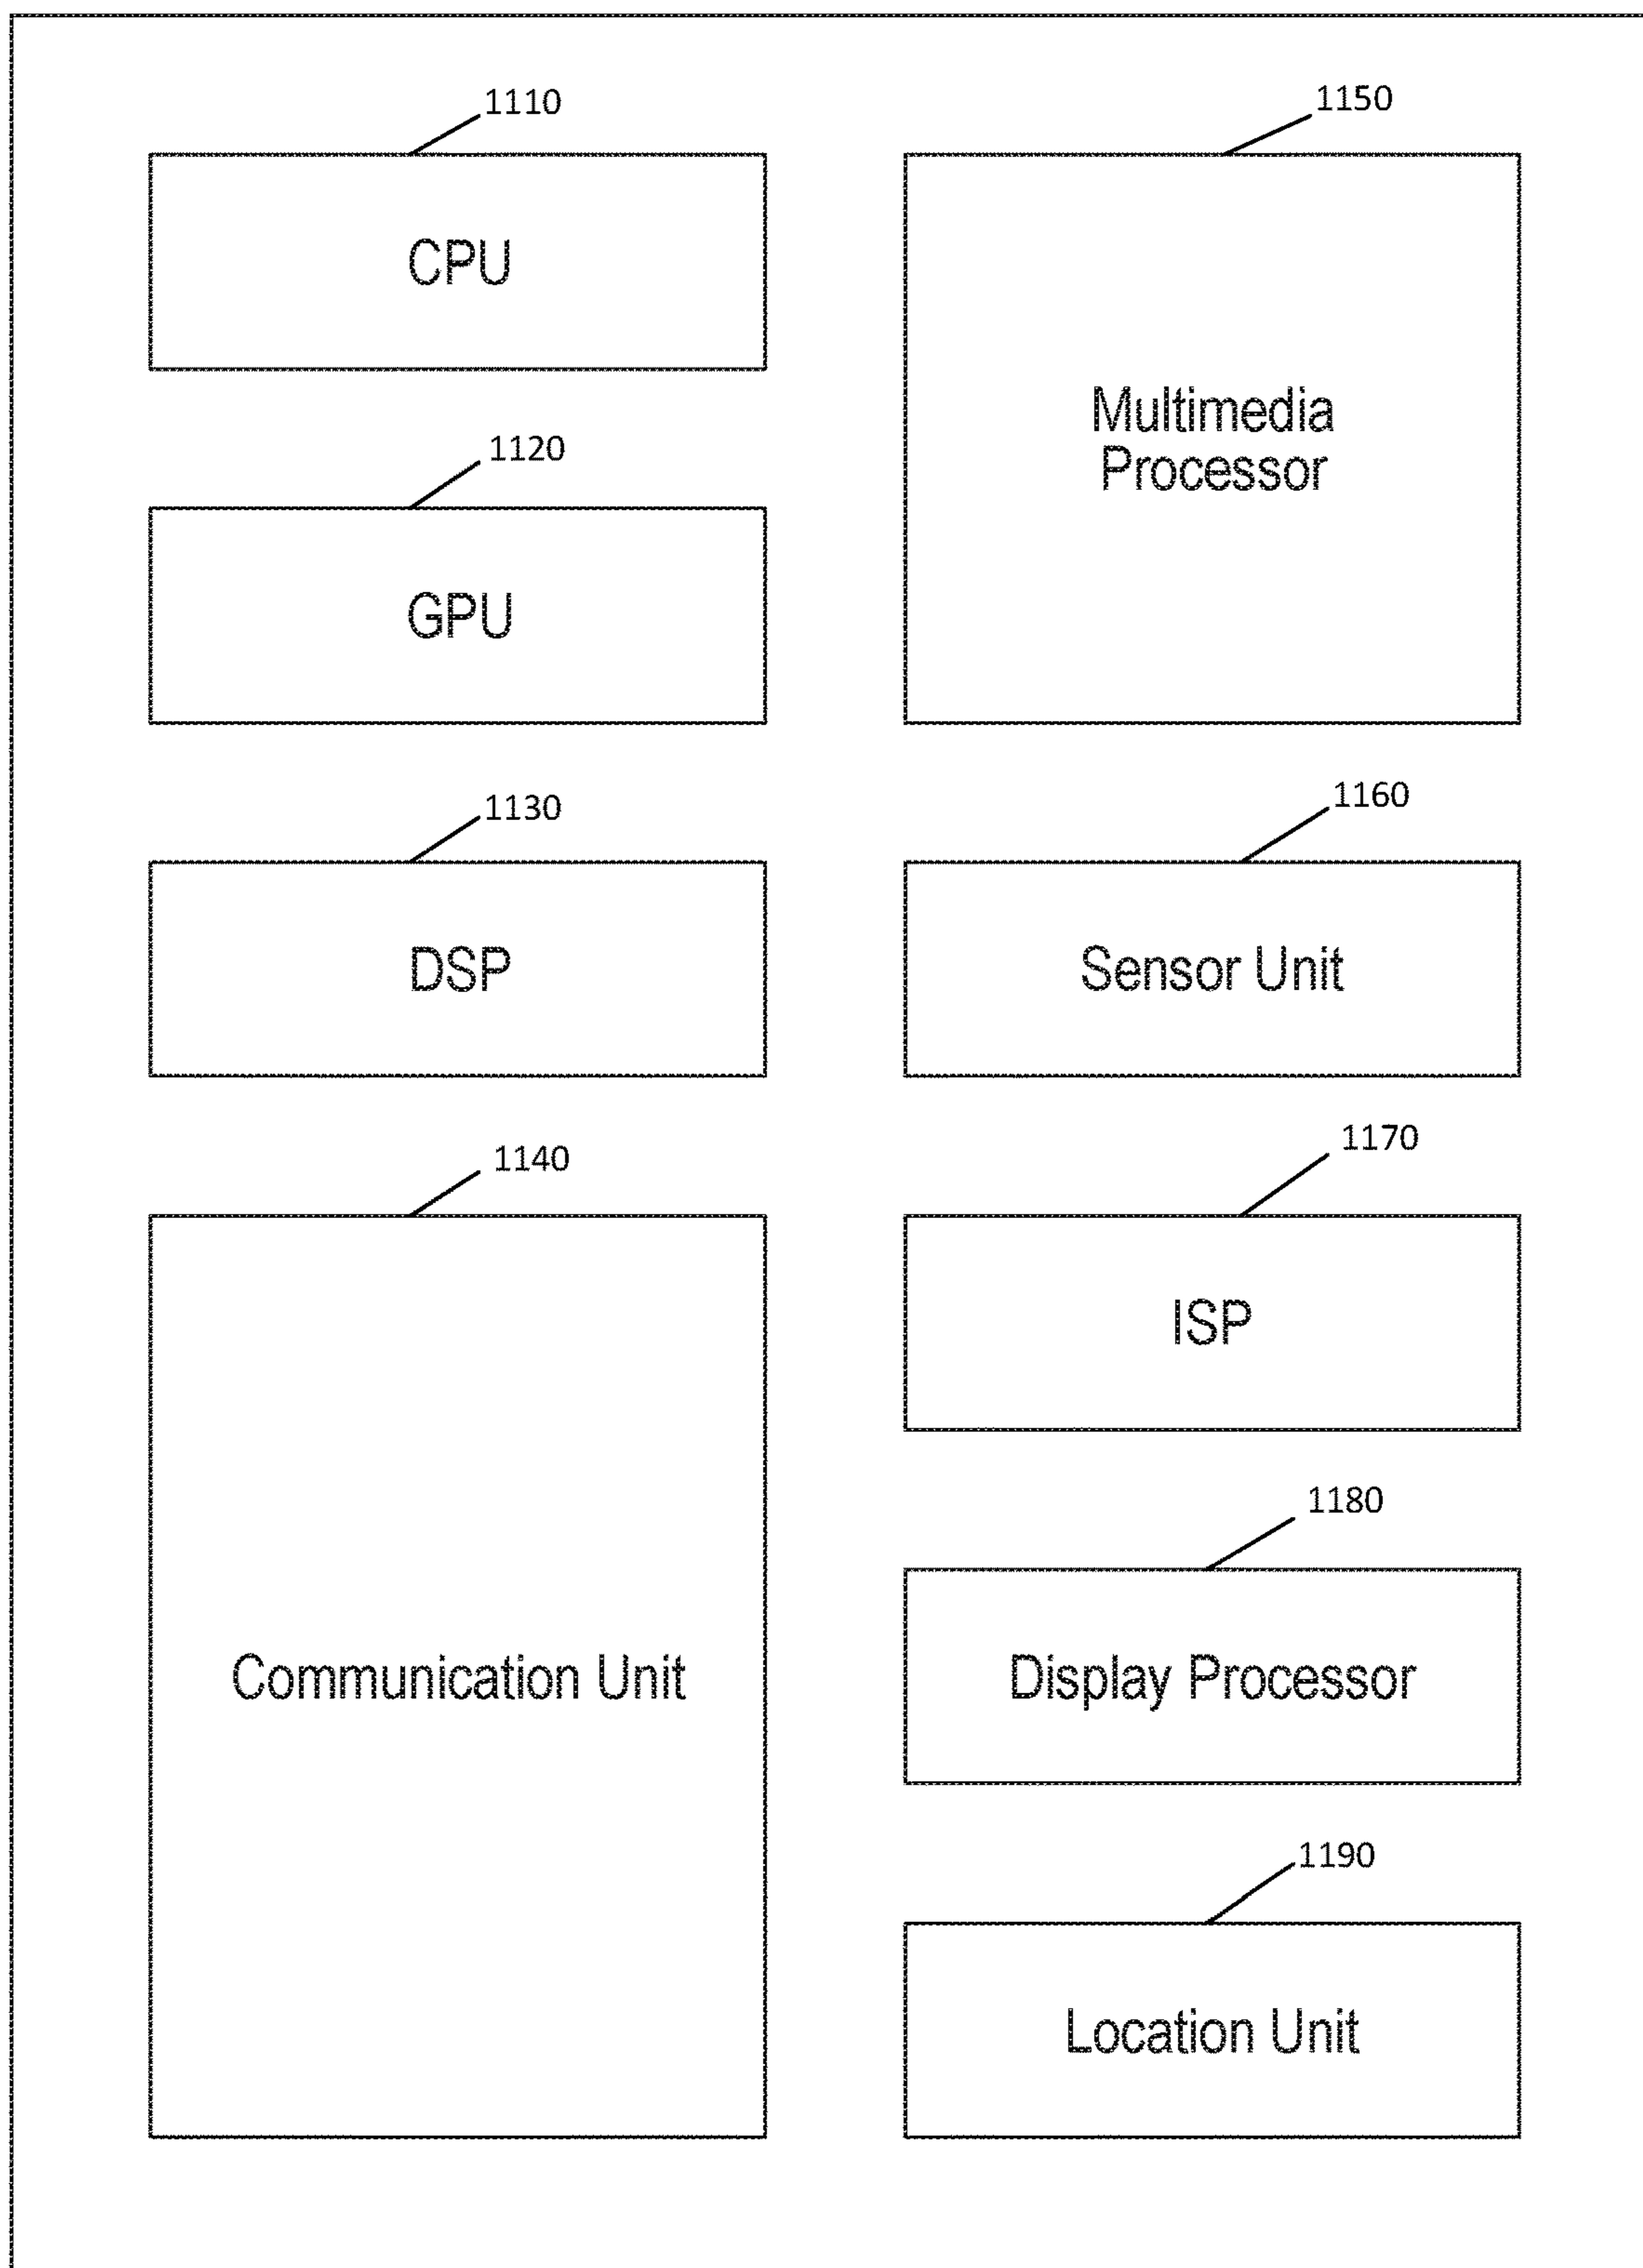 1110
CPU
1120
GPU
1130
DSP
1140
Communication Unit
1150
Multimedia
Processor
1160
Sensor Unit
1170
ISP
1180
Display Processor
1190
Location Unit